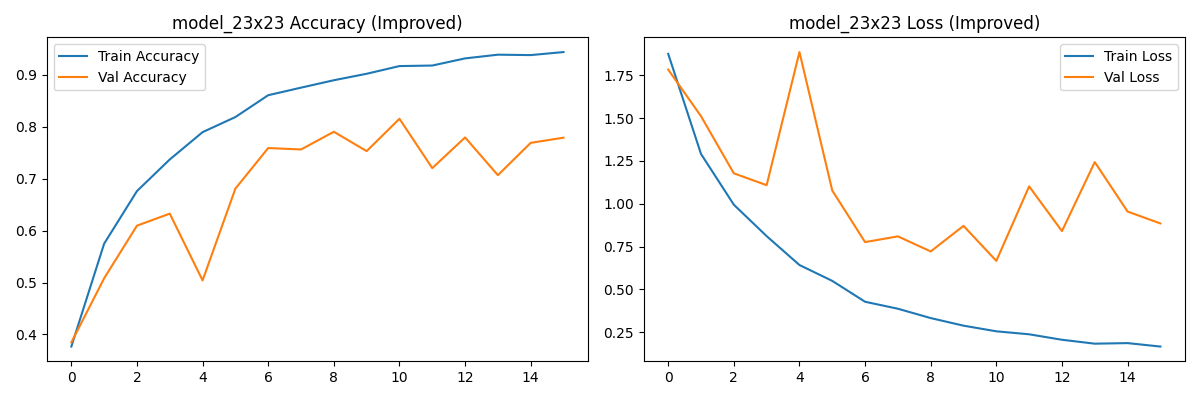 model_23x23 Accuracy (Improved)
Train Accuracy
Val Accuracy
0.9
0.8
0.7
0.6
0.5
0.4
0 2 4 6 8 10 12 14
model_23x23 Loss (Improved)
Train Loss
Val Loss
1.75
1.50
1.25
1.00
0.75
0.50
0.25
0 2 4 6 8 10 12 14